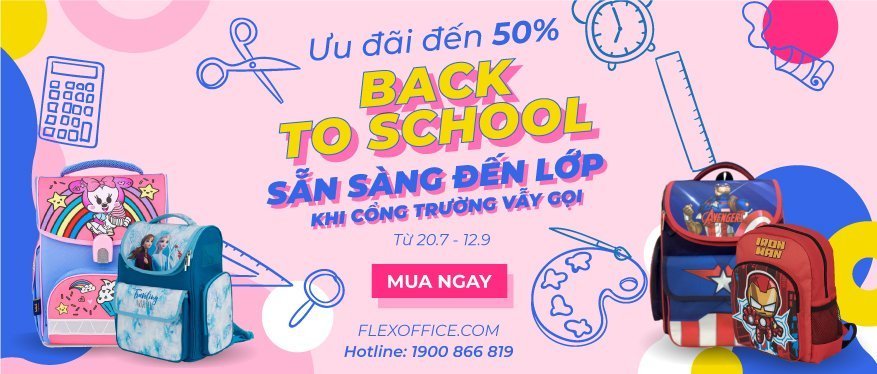 Ưu đãi đến 50%
BACK
TO SCHOOL
SẴN SÀNG ĐẾN LỚP
KHI CỔNG TRƯỜNG VẪY GỌI
Từ 20.7 - 12.9
MUA NGAY
FLEXOFFICE.COM
Hotline: 1900 866 819
AVENGERS
IRON
MAN